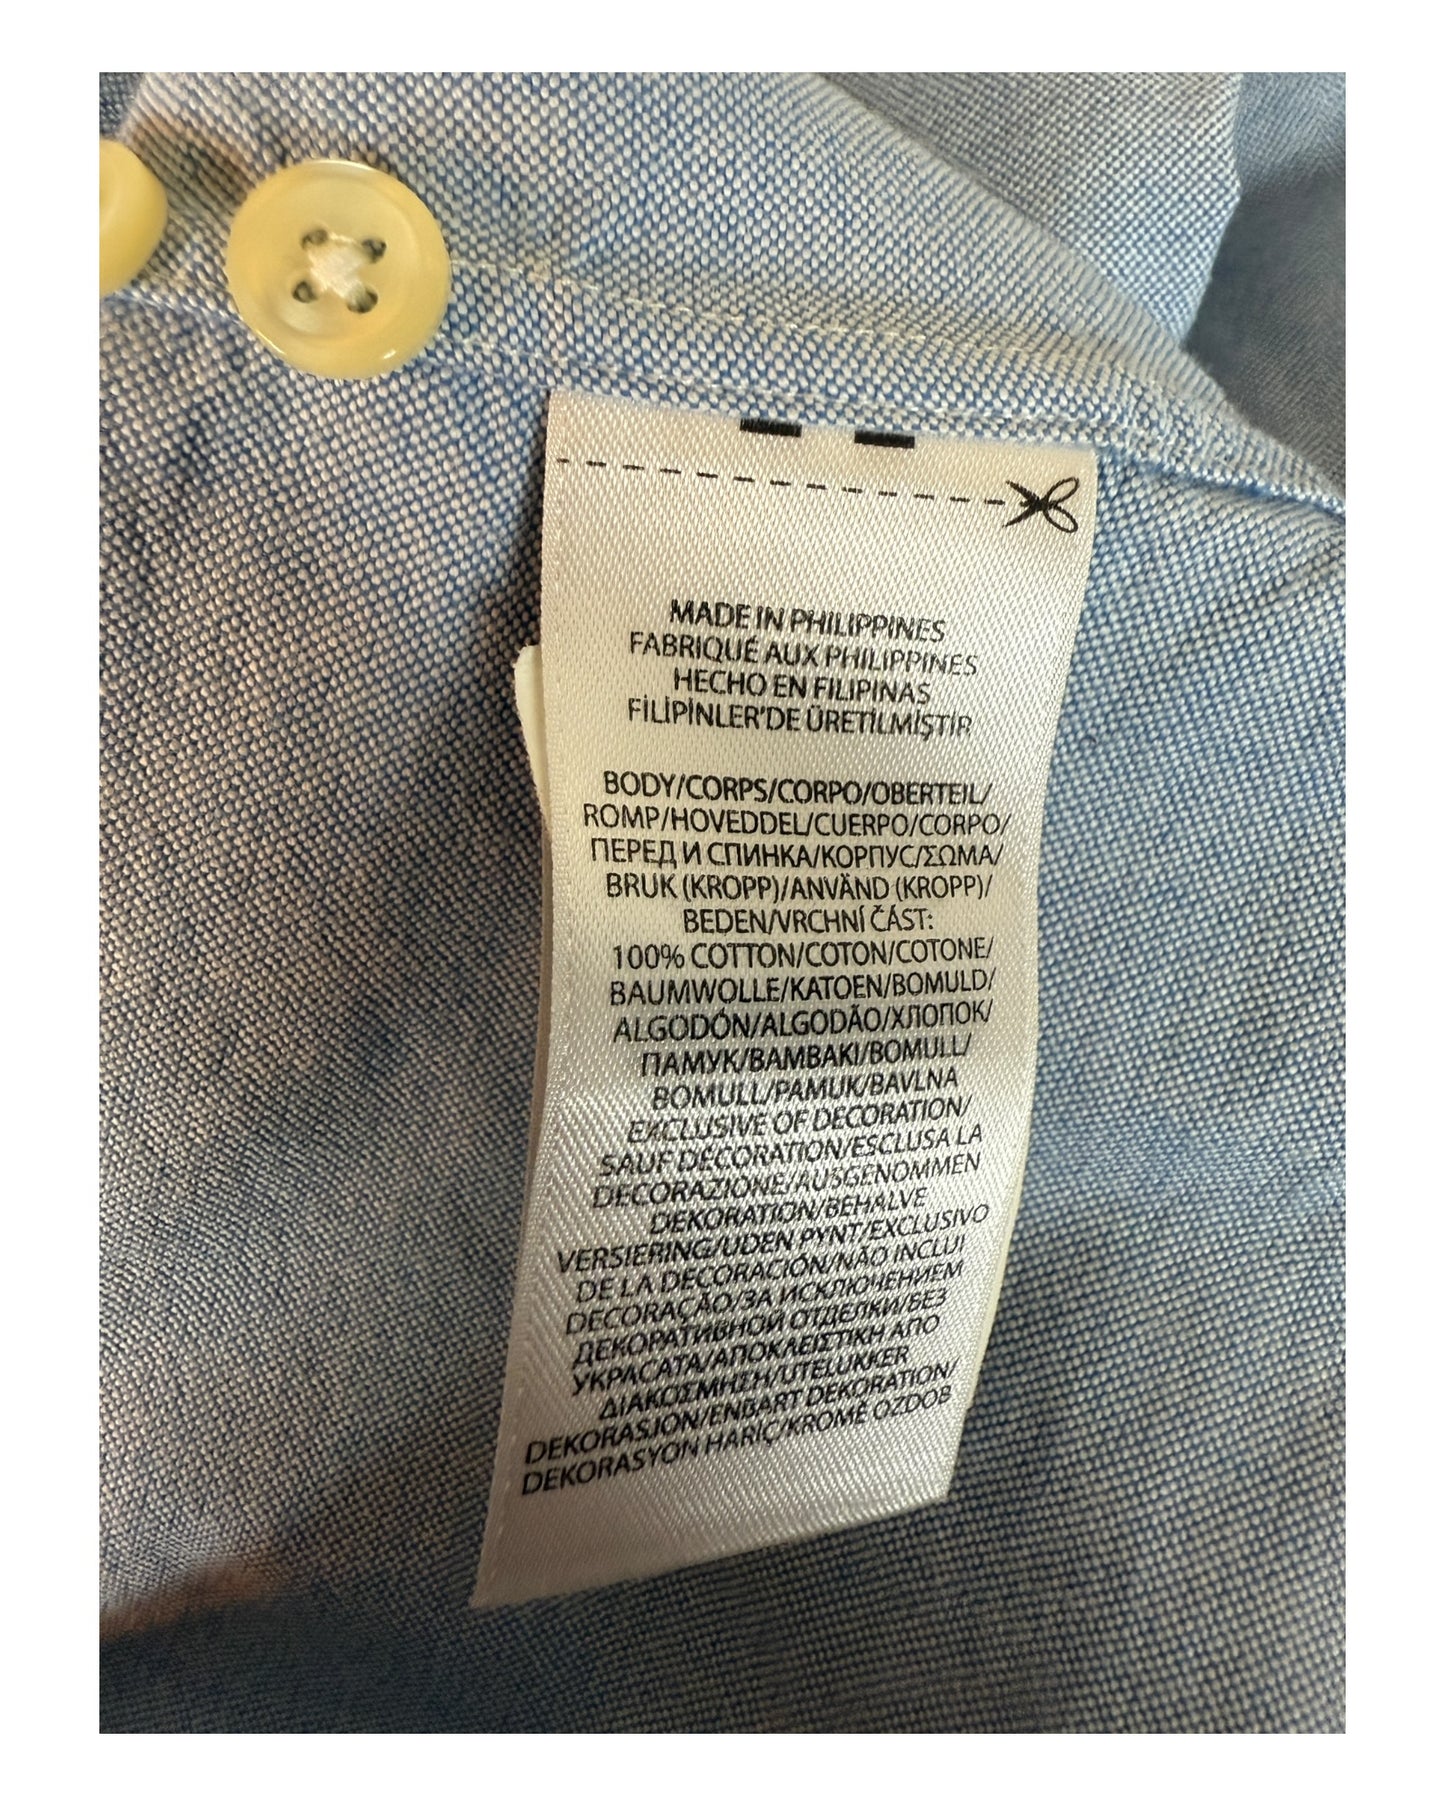 MADE IN PHILIPPINES
FABRIQUÉ AUX PHILIPPINES
HECHO EN FILIPINAS
FİLİPİNLER'DE ÜRETİLMİŞTİR
BODY/CORPS/CORPO/OBERTEIL/
ROMP/HOVEDDEL/CUERPO/CORPO/
ПЕРЕД И СПИНКА/КОРПУС/ΣΩΜΑ/
BRUK (KROPP)/ANVÄND (KROPP)/
BEDEN/VRCHNÍ ČÁST:
100% COTTON/COTON/COTONE/
BAUMWOLLE/KATOEN/BOMULD/
ALGODÓN/ALGODÃO/ХЛОПОК/
ПАМУК/ΒΑΜΒΑΚΙ/BOMULL/
BOMULL/PAMUK/BAVLNA
EXCLUSIVE OF DECORATION/
SAUF DÉCORATION/ESCLUSA LA
DECORAZIONE/AUSGENOMMEN
DEKORATION/BEHALVE
VERSIERING/UDEN PYNT/EXCLUSIVO
DE LA DECORACIÓN/NÃO INCLUI
DECORAÇÃO/ЗА ИСКЛЮЧЕНИЕМ
ДЕКОРАТИВНОЙ ОТДЕЛКИ/БЕЗ
УКРАСАТА/ΑΠΟΚΛΕΙΣΤΙΚΗ ΑΠΟ
ΔΙΑΚΟΣΜΗΣΗ/UTELUKKER
DEKORASJON/ENBART DEKORATION/
DEKORASYON HARİÇ/KROMĚ OZDOB